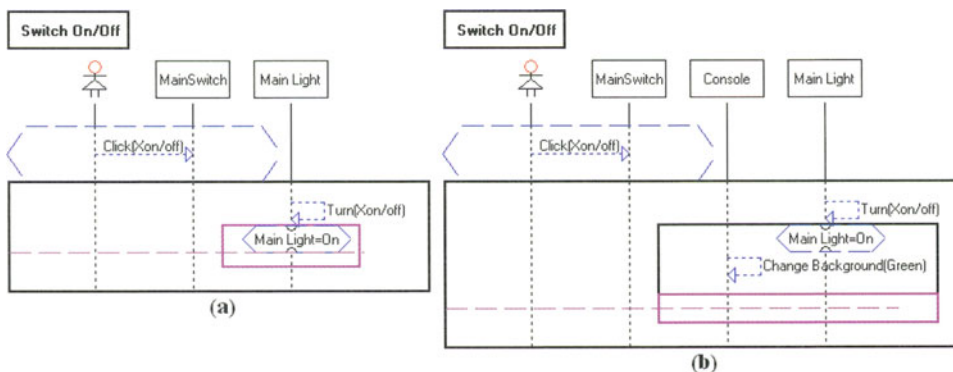 Switch On/Off
MainSwitch
Main Light
Click(Xon/off)
Turn(Xon/off)
Main Light=On
(a)
Switch On/Off
MainSwitch
Console
Main Light
Click(Xon/off)
Turn(Xon/off)
Main Light=On
Change Background(Green)
(b)